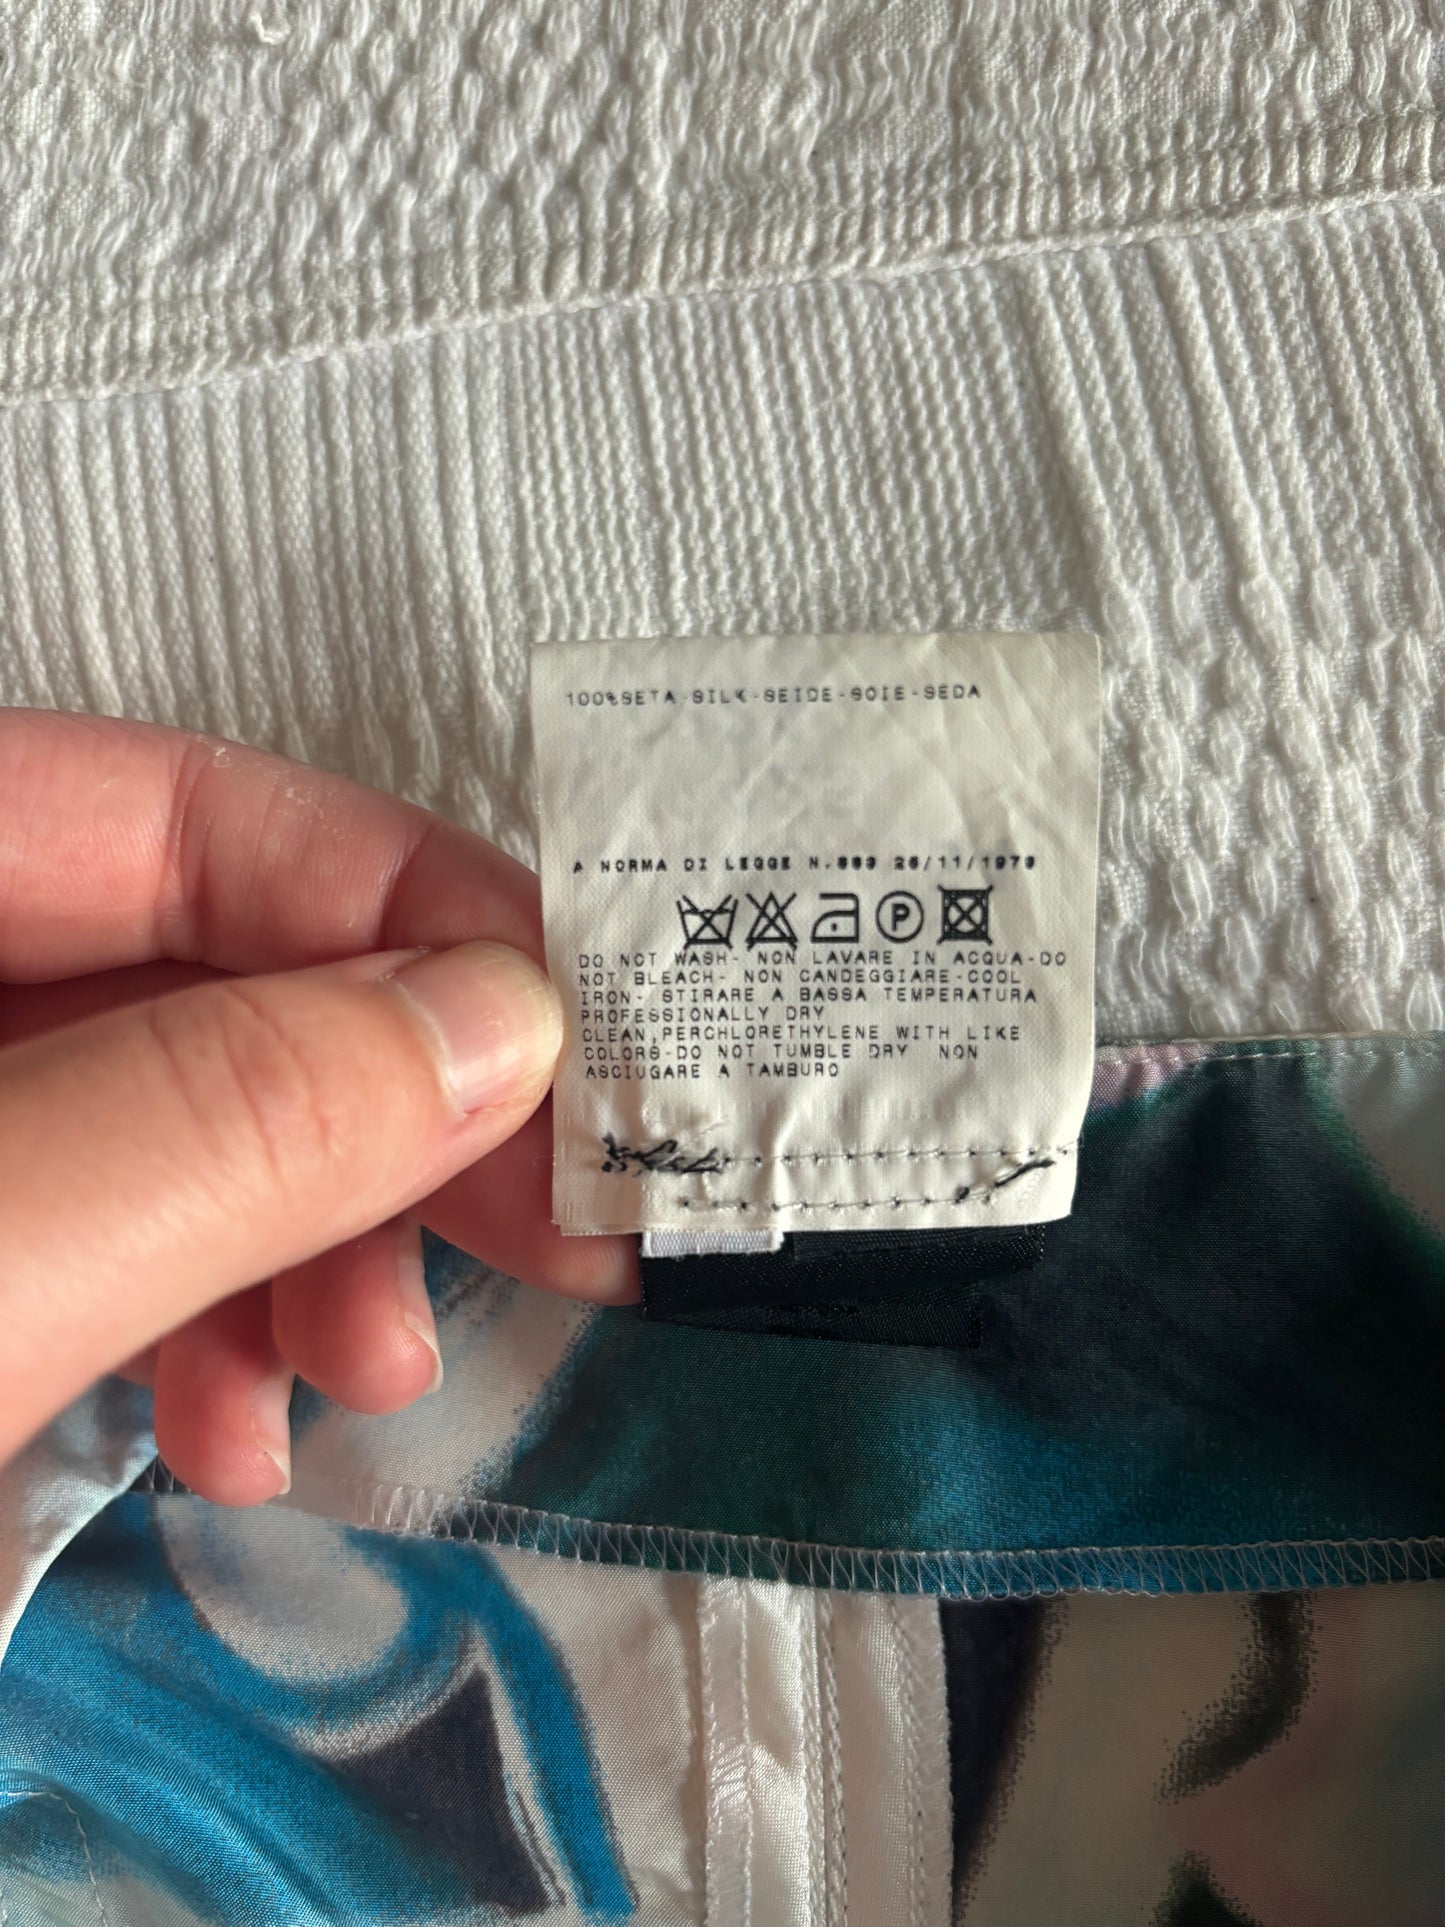 100%SETA-SILK-SEIDE-SOIE-SEDA
A NORMA DI LEGGE N.883 26/11/1973
P
DO NOT WASH- NON LAVARE IN ACQUA-DO
NOT BLEACH- NON CANDEGGIARE-COOL
IRON- STIRARE A BASSA TEMPERATURA
PROFESSIONALLY DRY
CLEAN,PERCHLORETHYLENE WITH LIKE
COLORS-DO NOT TUMBLE DRY NON
ASCIUGARE A TAMBURO